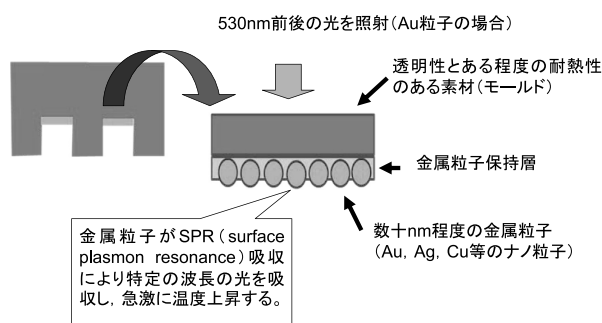 530nm前後の光を照射(Au粒子の場合)
透明性とある程度の耐熱性
のある素材(モールド)
金属粒子保持層
数十nm程度の金属粒子
(Au, Ag, Cu等のナノ粒子)
金属粒子がSPR(surface
plasmon resonance)吸収
により特定の波長の光を吸
収し, 急激に温度上昇する。